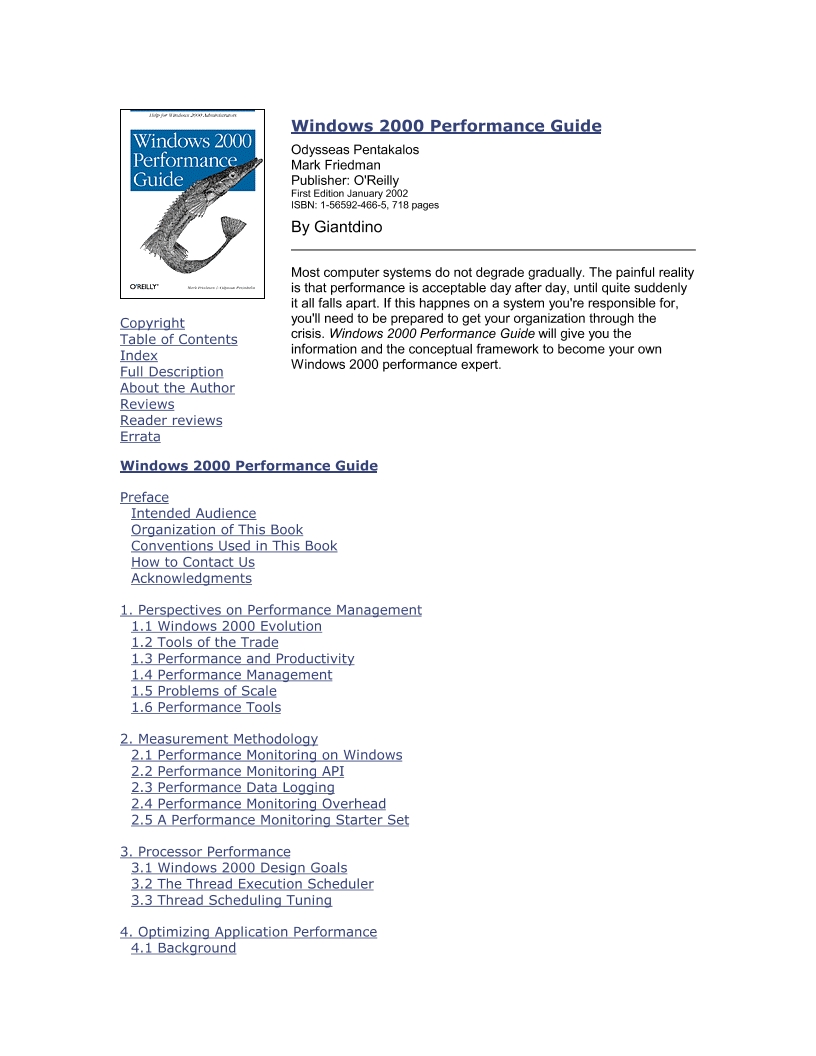 Help for Windows 2000 Administrators
Windows 2000
Performance
Guide
O'REILLY®
Mark Friedman & Odysseas Pentakalos
Windows 2000 Performance Guide
Odysseas Pentakalos
Mark Friedman
Publisher: O'Reilly
First Edition January 2002
ISBN: 1-56592-466-5, 718 pages
By Giantdino
Most computer systems do not degrade gradually. The painful reality
is that performance is acceptable day after day, until quite suddenly
it all falls apart. If this happnes on a system you're responsible for,
you'll need to be prepared to get your organization through the
crisis. Windows 2000 Performance Guide will give you the
information and the conceptual framework to become your own
Windows 2000 performance expert.
Copyright
Table of Contents
Index
Full Description
About the Author
Reviews
Reader reviews
Errata
Windows 2000 Performance Guide
Preface
Intended Audience
Organization of This Book
Conventions Used in This Book
How to Contact Us
Acknowledgments
1. Perspectives on Performance Management
1.1 Windows 2000 Evolution
1.2 Tools of the Trade
1.3 Performance and Productivity
1.4 Performance Management
1.5 Problems of Scale
1.6 Performance Tools
2. Measurement Methodology
2.1 Performance Monitoring on Windows
2.2 Performance Monitoring API
2.3 Performance Data Logging
2.4 Performance Monitoring Overhead
2.5 A Performance Monitoring Starter Set
3. Processor Performance
3.1 Windows 2000 Design Goals
3.2 The Thread Execution Scheduler
3.3 Thread Scheduling Tuning
4. Optimizing Application Performance
4.1 Background